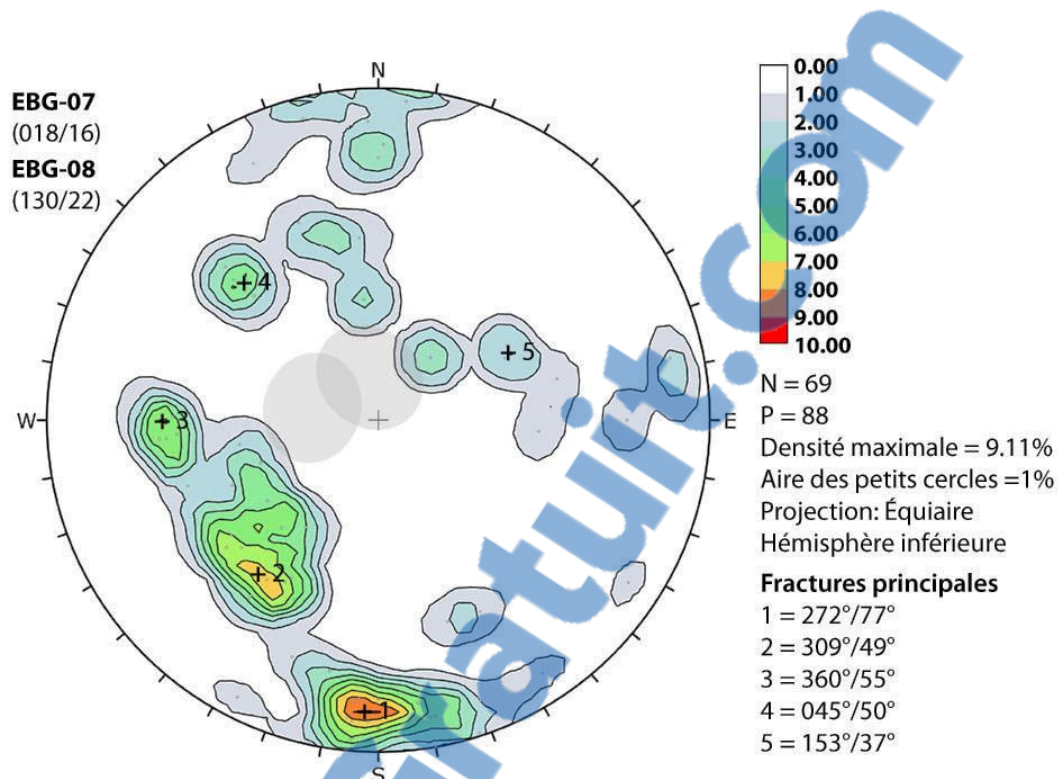 N
EBG-07
(018/16)
EBG-08
(130/22)
W
E
S
4
5
3
2
1
0.00
1.00
2.00
3.00
4.00
5.00
6.00
7.00
8.00
9.00
10.00
N = 69
P = 88
Densité maximale = 9.11%
Aire des petits cercles =1%
Projection: Équiaire
Hémisphère inférieure
Fractures principales
1 = 272°/77°
2 = 309°/49°
3 = 360°/55°
4 = 045°/50°
5 = 153°/37°
ratuit.com